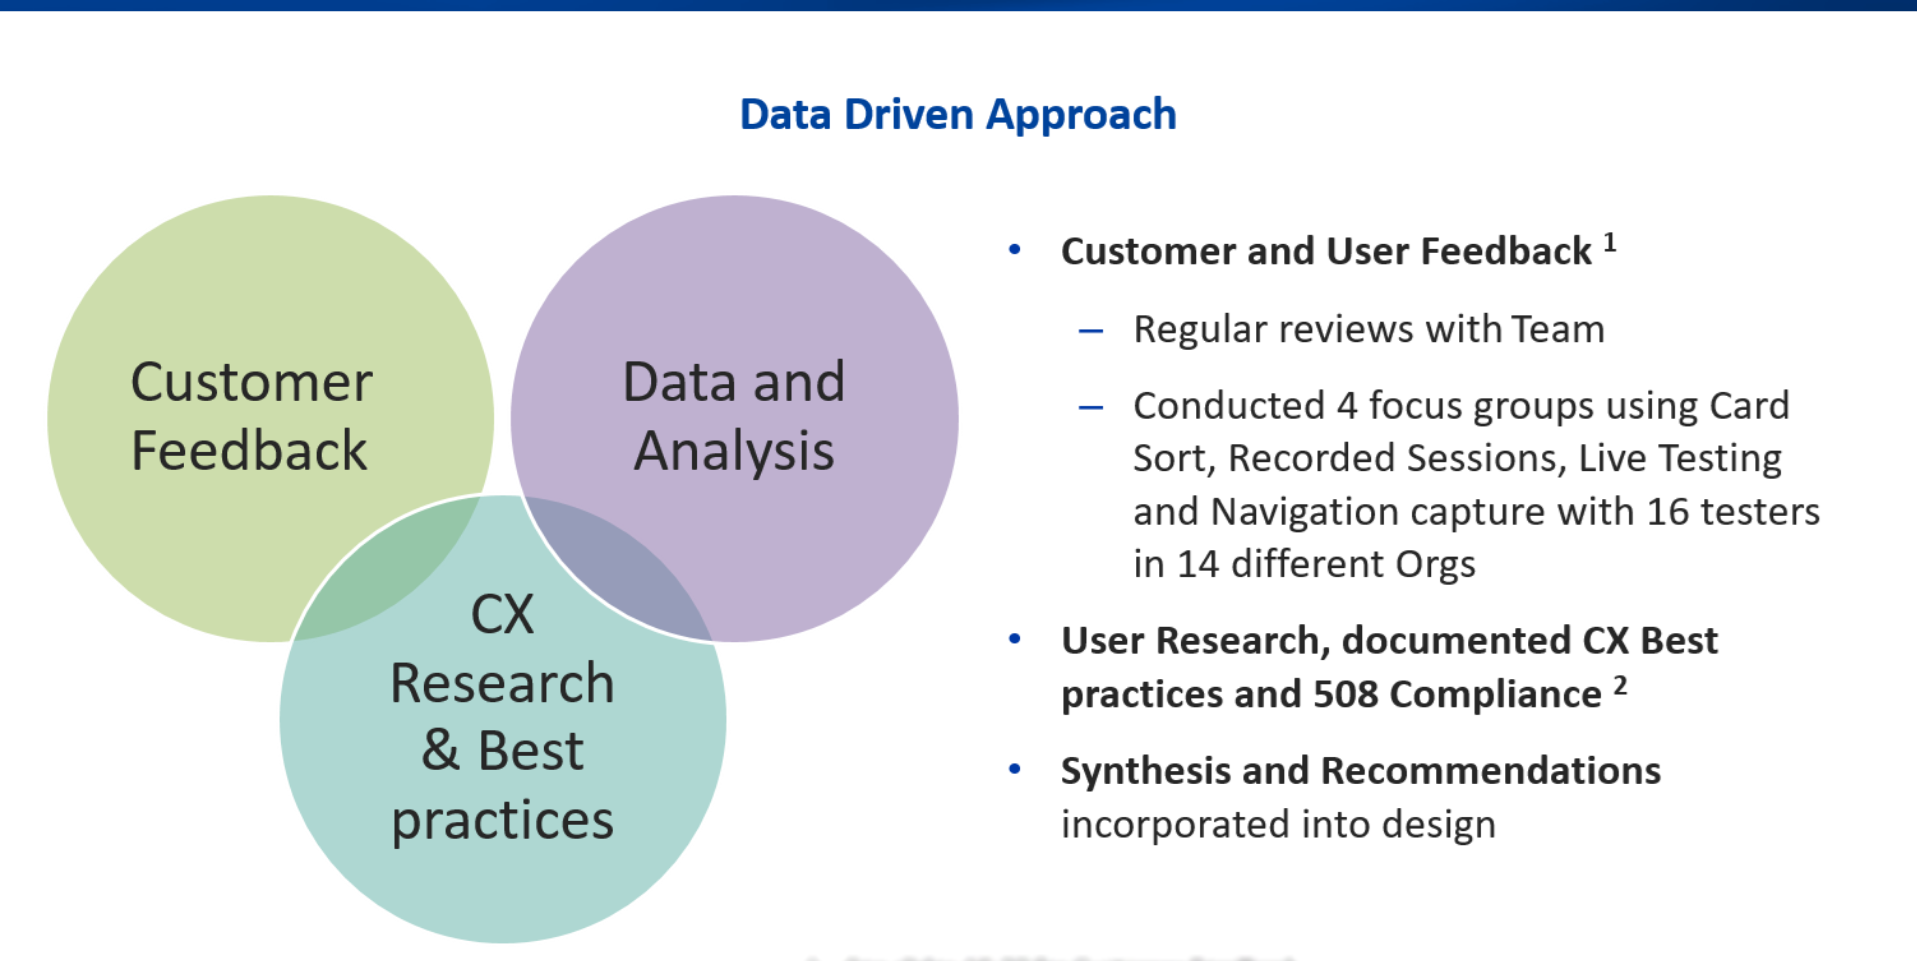 Data Driven Approach
Customer
Feedback
Data and
Analysis
CX
Research
& Best
practices
• Customer and User Feedback ¹
– Regular reviews with Team
– Conducted 4 focus groups using Card
Sort, Recorded Sessions, Live Testing
and Navigation capture with 16 testers
in 14 different Orgs
• User Research, documented CX Best
practices and 508 Compliance ²
• Synthesis and Recommendations
incorporated into design